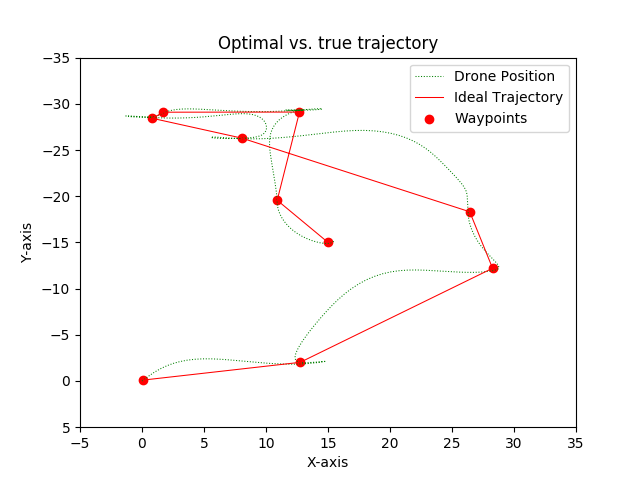 Optimal vs. true trajectory
Drone Position
Ideal Trajectory
Waypoints
−35
−30
−25
−20
−15
−10
−5
0
5
Y-axis
−5 0 5 10 15 20 25 30 35
X-axis